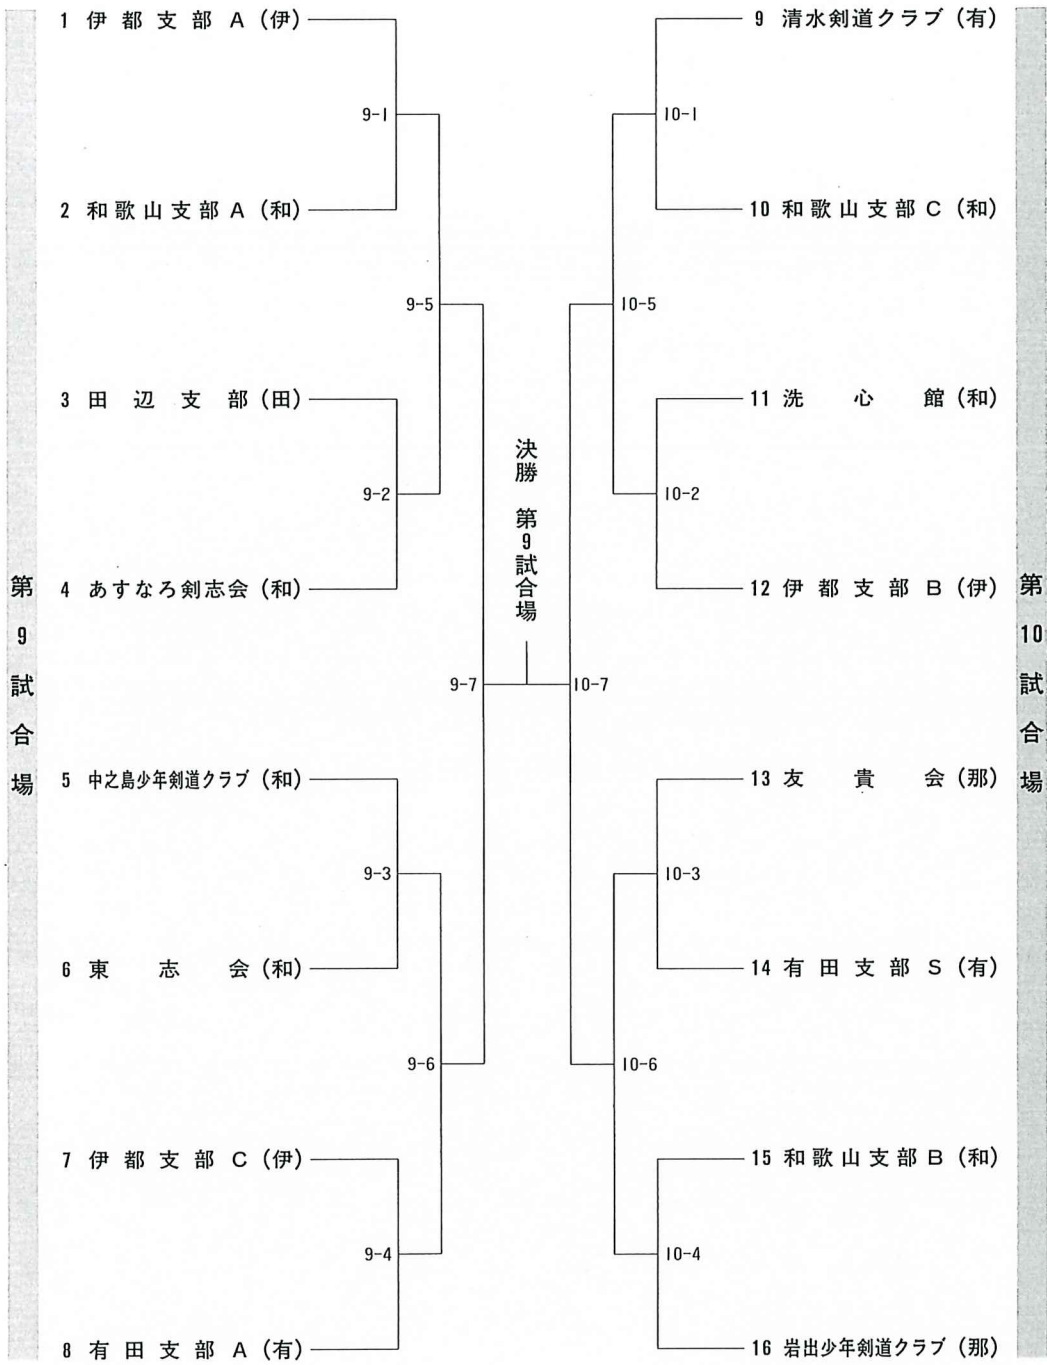 第9試合場
1 伊都支部A(伊)
9-1
2 和歌山支部A(和)
9-5
3 田辺支部(田)
9-2
4 あすなろ剣志会(和)
9-7
5 中之島少年剣道クラブ(和)
9-3
6 東志会(和)
9-6
7 伊都支部C(伊)
9-4
8 有田支部A(有)
決勝 第9試合場
9 清水剣道クラブ(有)
10-1
10 和歌山支部C(和)
10-5
11 洗心館(和)
10-2
12 伊都支部B(伊)
10-7
13 友貴会(那)
10-3
14 有田支部S(有)
10-6
15 和歌山支部B(和)
10-4
16 岩出少年剣道クラブ(那)
第10試合場